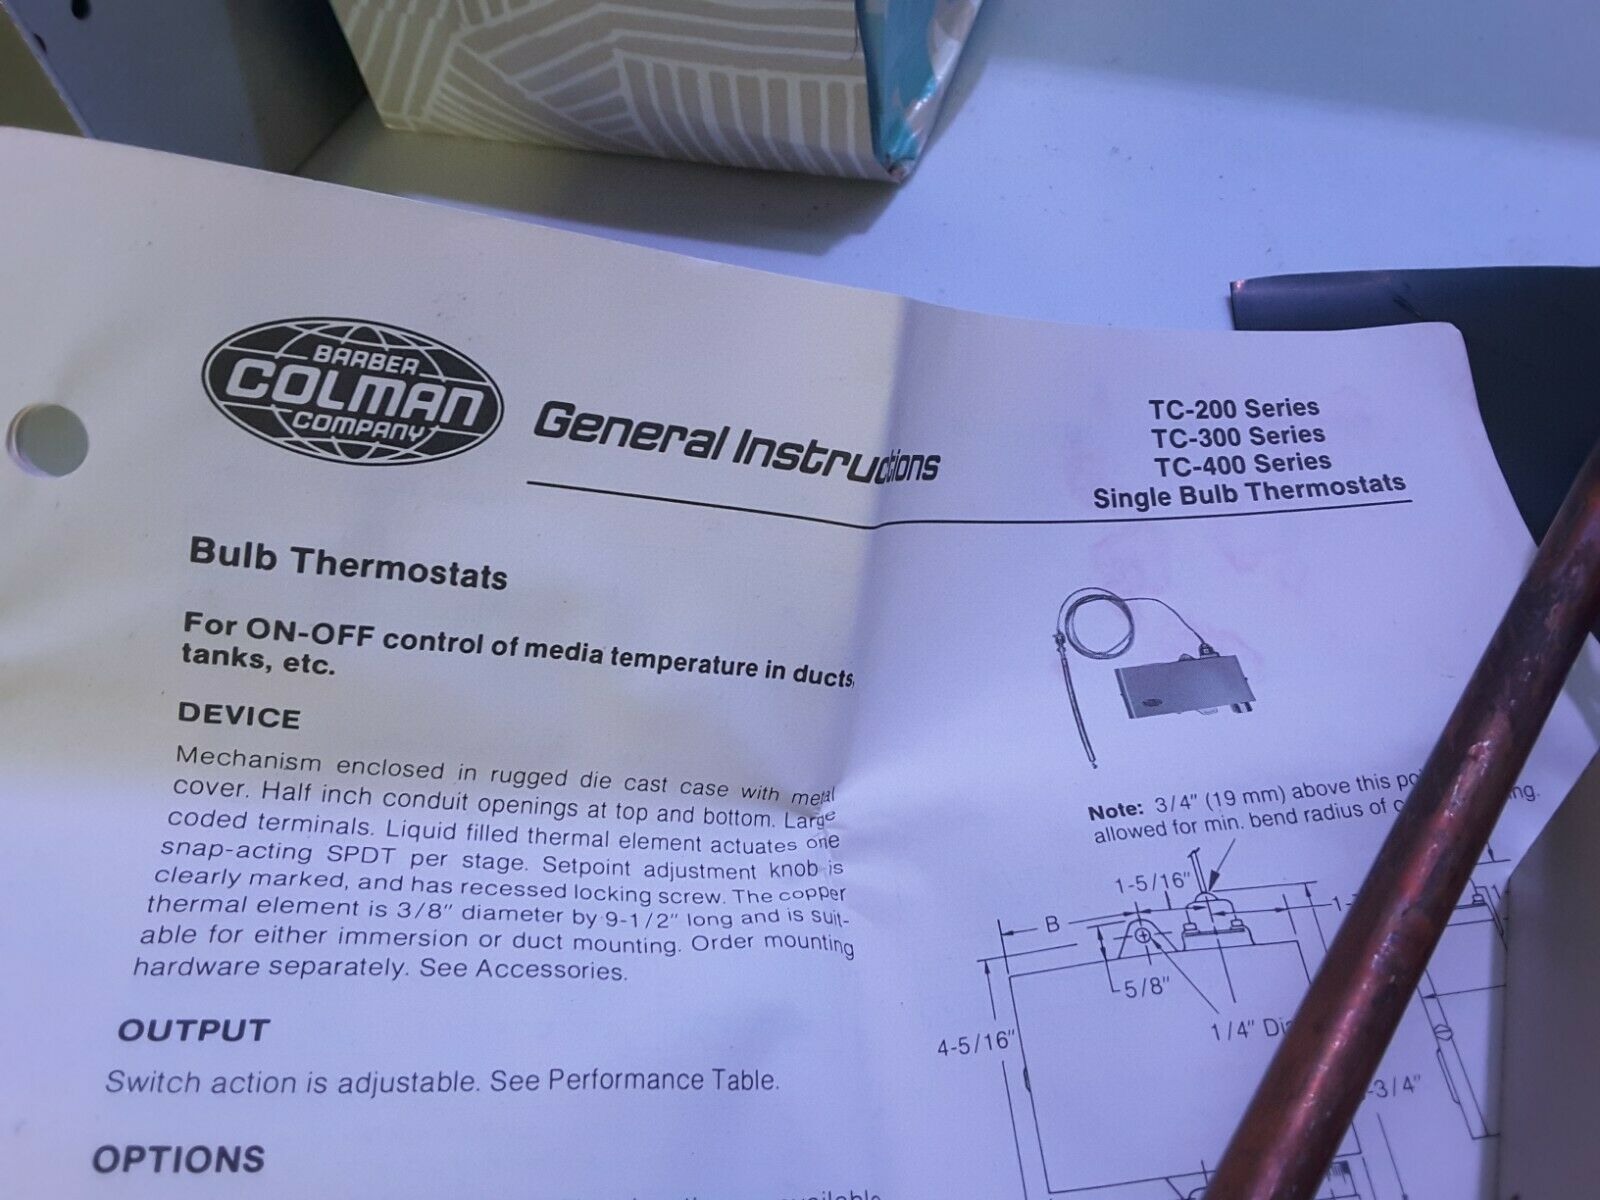 BARBER
COLMAN
COMPANY
General Instructions
TC-200 Series
TC-300 Series
TC-400 Series
Single Bulb Thermostats
Bulb Thermostats
For ON-OFF control of media temperature in ducts,
tanks, etc.
DEVICE
Mechanism enclosed in rugged die cast case with metal
cover. Half inch conduit openings at top and bottom. Large
coded terminals. Liquid filled thermal element actuates one
snap-acting SPDT per stage. Setpoint adjustment knob is
clearly marked, and has recessed locking screw. The copper
thermal element is 3/8" diameter by 9-1/2" long and is suit-
able for either immersion or duct mounting. Order mounting
hardware separately. See Accessories.
OUTPUT
Switch action is adjustable. See Performance Table.
OPTIONS
Note: 3/4" (19 mm) above this
allowed for min. bend radius of
1-5/16"
B
5/8"
4-5/16"
1/4"